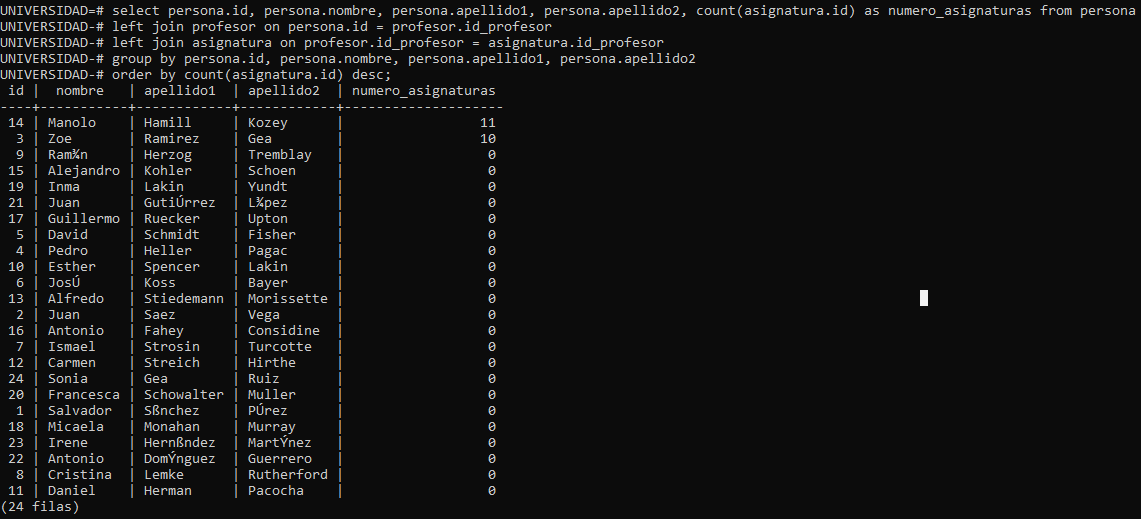 UNIVERSIDAD=# select persona.id, persona.nombre, persona.apellido1, persona.apellido2, count(asignatura.id) as numero_asignaturas from persona
UNIVERSIDAD-# left join profesor on persona.id = profesor.id_profesor
UNIVERSIDAD-# left join asignatura on profesor.id_profesor = asignatura.id_profesor
UNIVERSIDAD-# group by persona.id, persona.nombre, persona.apellido1, persona.apellido2
UNIVERSIDAD-# order by count(asignatura.id) desc;
 id |  nombre   | apellido1  |  apellido2  | numero_asignaturas
----+-----------+------------+-------------+--------------------
 14 | Manolo    | Hamill     | Kozey       |                 11
  3 | Zoe       | Ramirez    | Gea         |                 10
  9 | Ram¾n     | Herzog     | Tremblay    |                  0
 15 | Alejandro | Kohler     | Schoen      |                  0
 19 | Inma      | Lakin      | Yundt       |                  0
 21 | Juan      | GutiÚrrez  | L¾pez       |                  0
 17 | Guillermo | Ruecker    | Upton       |                  0
  5 | David     | Schmidt    | Fisher      |                  0
  4 | Pedro     | Heller     | Pagac       |                  0
 10 | Esther    | Spencer    | Lakin       |                  0
  6 | JosÚ      | Koss       | Bayer       |                  0
 13 | Alfredo   | Stiedemann | Morissette  |                  0
  2 | Juan      | Saez       | Vega        |                  0
 16 | Antonio   | Fahey      | Considine   |                  0
  7 | Ismael    | Strosin    | Turcotte    |                  0
 12 | Carmen    | Streich    | Hirthe      |                  0
 24 | Sonia     | Gea        | Ruiz        |                  0
 20 | Francesca | Schowalter | Muller      |                  0
  1 | Salvador  | Sßnchez    | PÚrez       |                  0
 18 | Micaela   | Monahan    | Murray      |                  0
 23 | Irene     | Hernßndez  | MartÝnez    |                  0
 22 | Antonio   | DomÝnguez  | Guerrero    |                  0
  8 | Cristina  | Lemke      | Rutherford  |                  0
 11 | Daniel    | Herman     | Pacocha     |                  0
(24 filas)